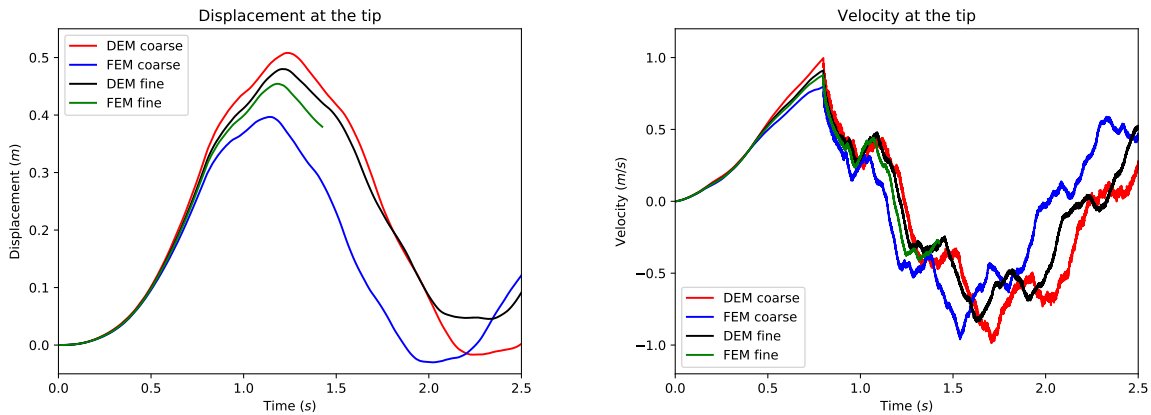 Displacement at the tip
DEM coarse
FEM coarse
DEM fine
FEM fine
0.5
0.4
0.3
0.2
0.1
0.0
Displacement (m)
0.0 0.5 1.0 1.5 2.0 2.5
Time (s)
Velocity at the tip
1.0
0.5
0.0
−0.5
−1.0
Velocity (m/s)
DEM coarse
FEM coarse
DEM fine
FEM fine
0.0 0.5 1.0 1.5 2.0 2.5
Time (s)